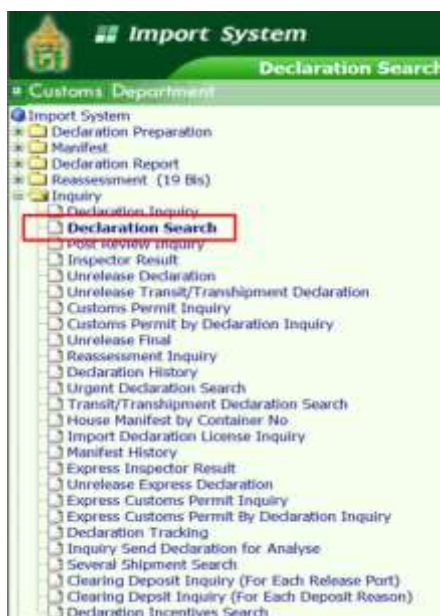 Import System
Declaration Search
Customs Department
Import System
Declaration Preparation
Manifest
Declaration Report
Reassessment (19 Bis)
Inquiry
Declaration Inquiry
Declaration Search
Post Review Inquiry
Inspector Result
Unrelease Declaration
Unrelease Transit/Transhipment Declaration
Customs Permit Inquiry
Customs Permit by Declaration Inquiry
Unrelease Final
Reassessment Inquiry
Declaration History
Urgent Declaration Search
Transit/Transhipment Declaration Search
House Manifest by Container No
Import Declaration License Inquiry
Manifest History
Express Inspector Result
Unrelease Express Declaration
Express Customs Permit Inquiry
Express Customs Permit By Declaration Inquiry
Declaration Tracking
Inquiry Send Declaration for Analyse
Several Shipment Search
Clearing Deposit Inquiry (For Each Release Port)
Clearing Depsit Inquiry (For Each Deposit Reason)
Declaration Incentives Search